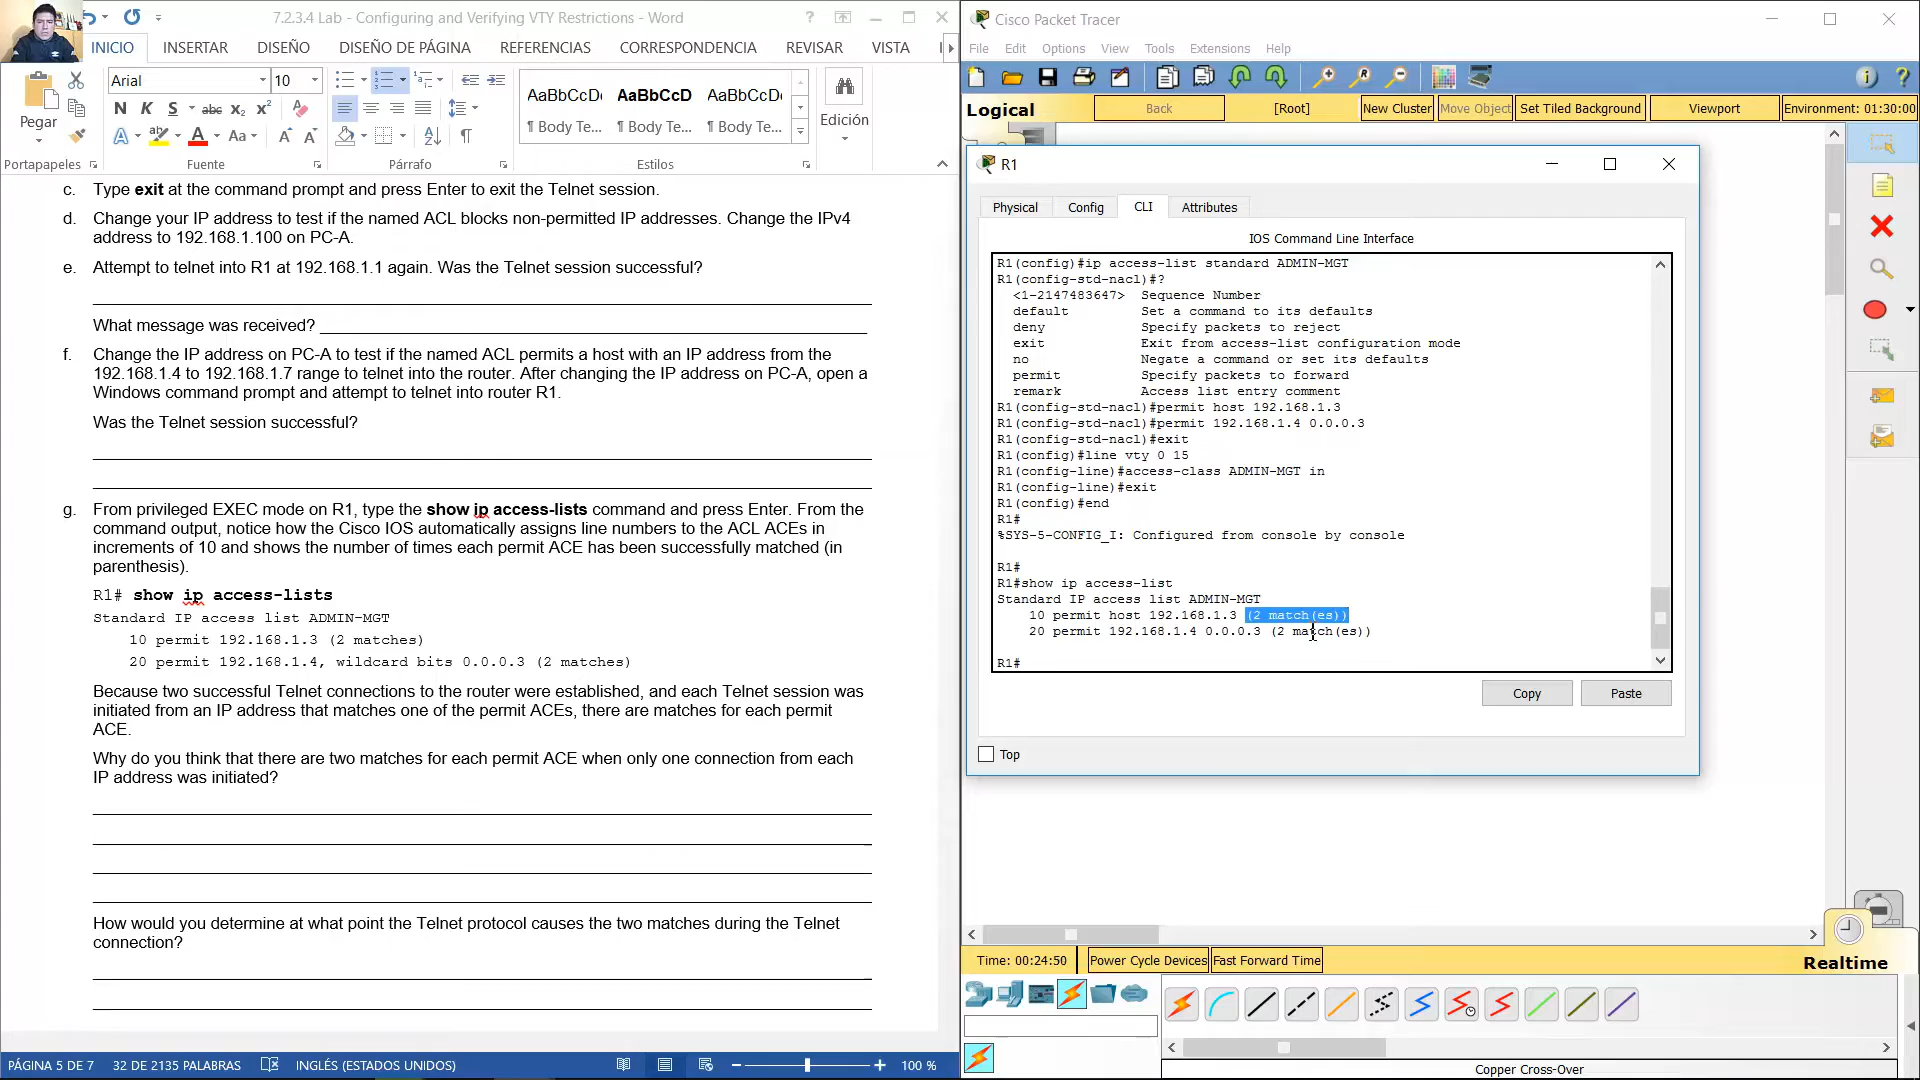 7.2.3.4 Lab - Configuring and Verifying VTY Restrictions - Word
INICIO INSERTAR DISEÑO DISEÑO DE PÁGINA REFERENCIAS CORRESPONDENCIA REVISAR VISTA
Pegar
Arial 10
N K S abc x₂ x²
A A Aa A A
AaBbCcDc AaBbCcD AaBbCcDc
¶ Body Te... ¶ Body Te... ¶ Body Te...
Edición
Portapapeles Fuente Párrafo Estilos
c. Type exit at the command prompt and press Enter to exit the Telnet session.
d. Change your IP address to test if the named ACL blocks non-permitted IP addresses. Change the IPv4
address to 192.168.1.100 on PC-A.
e. Attempt to telnet into R1 at 192.168.1.1 again. Was the Telnet session successful?
What message was received?
f. Change the IP address on PC-A to test if the named ACL permits a host with an IP address from the
192.168.1.4 to 192.168.1.7 range to telnet into the router. After changing the IP address on PC-A, open a
Windows command prompt and attempt to telnet into router R1.
Was the Telnet session successful?
g. From privileged EXEC mode on R1, type the show ip access-lists command and press Enter. From the
command output, notice how the Cisco IOS automatically assigns line numbers to the ACL ACEs in
increments of 10 and shows the number of times each permit ACE has been successfully matched (in
parenthesis).
R1# show ip access-lists
Standard IP access list ADMIN-MGT
10 permit 192.168.1.3 (2 matches)
20 permit 192.168.1.4, wildcard bits 0.0.0.3 (2 matches)
Because two successful Telnet connections to the router were established, and each Telnet session was
initiated from an IP address that matches one of the permit ACEs, there are matches for each permit
ACE.
Why do you think that there are two matches for each permit ACE when only one connection from each
IP address was initiated?
How would you determine at what point the Telnet protocol causes the two matches during the Telnet
connection?
PÁGINA 5 DE 7 32 DE 2135 PALABRAS INGLÉS (ESTADOS UNIDOS) 100 %
Cisco Packet Tracer
File Edit Options View Tools Extensions Help
Logical Back [Root] New Cluster Move Object Set Tiled Background Viewport Environment: 01:30:00
R1
Physical Config CLI Attributes
IOS Command Line Interface
R1(config)#ip access-list standard ADMIN-MGT
R1(config-std-nacl)#?
<1-2147483647> Sequence Number
default Set a command to its defaults
deny Specify packets to reject
exit Exit from access-list configuration mode
no Negate a command or set its defaults
permit Specify packets to forward
remark Access list entry comment
R1(config-std-nacl)#permit host 192.168.1.3
R1(config-std-nacl)#permit 192.168.1.4 0.0.0.3
R1(config-std-nacl)#exit
R1(config)#line vty 0 15
R1(config-line)#access-class ADMIN-MGT in
R1(config-line)#exit
R1(config)#end
R1#
%SYS-5-CONFIG_I: Configured from console by console
R1#
R1#show ip access-list
Standard IP access list ADMIN-MGT
10 permit host 192.168.1.3 (2 match(es))
20 permit 192.168.1.4 0.0.0.3 (2 match(es))
R1#
Copy Paste
Top
Time: 00:24:50 Power Cycle Devices Fast Forward Time
Realtime
Copper Cross-Over